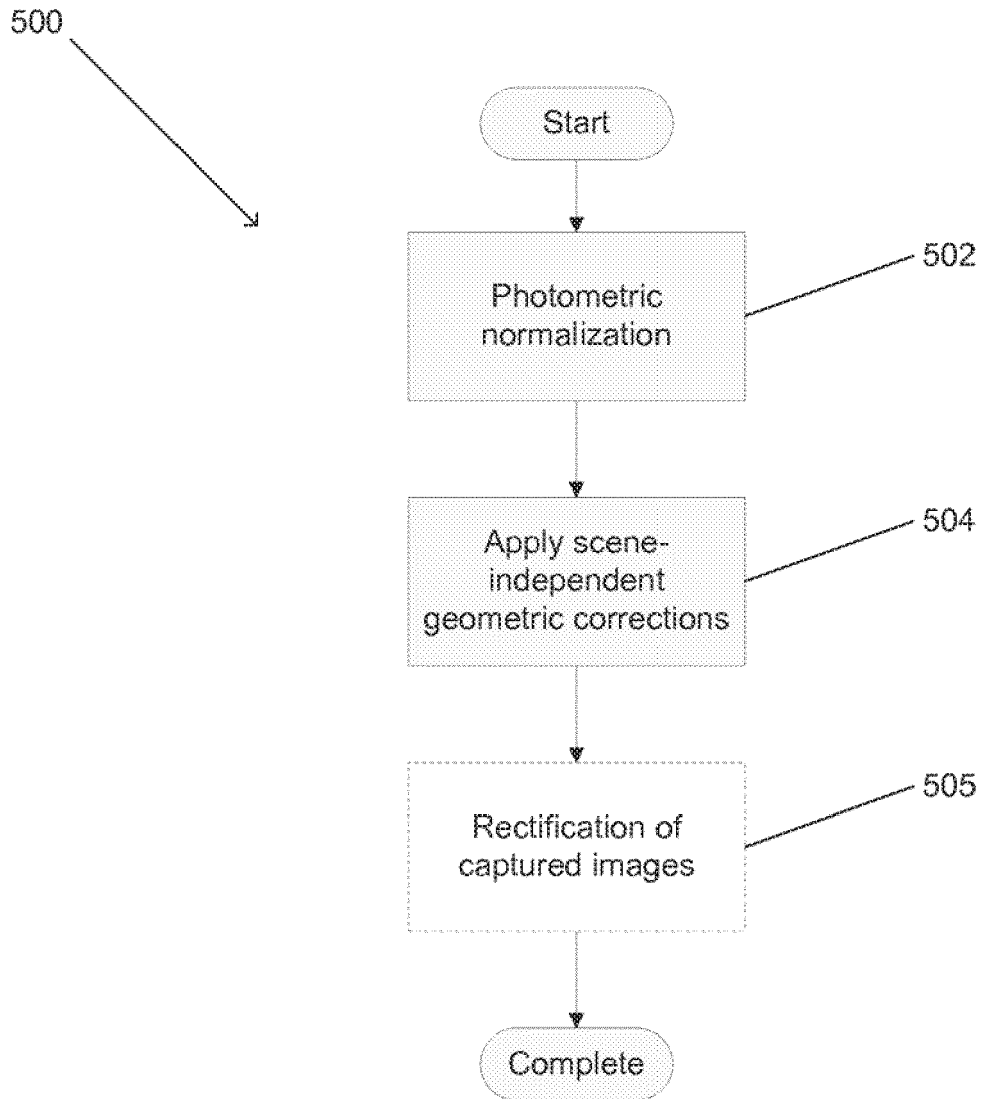 500
Start
502
Photometric
normalization
504
Apply scene-
independent
geometric corrections
505
Rectification of
captured images
Complete